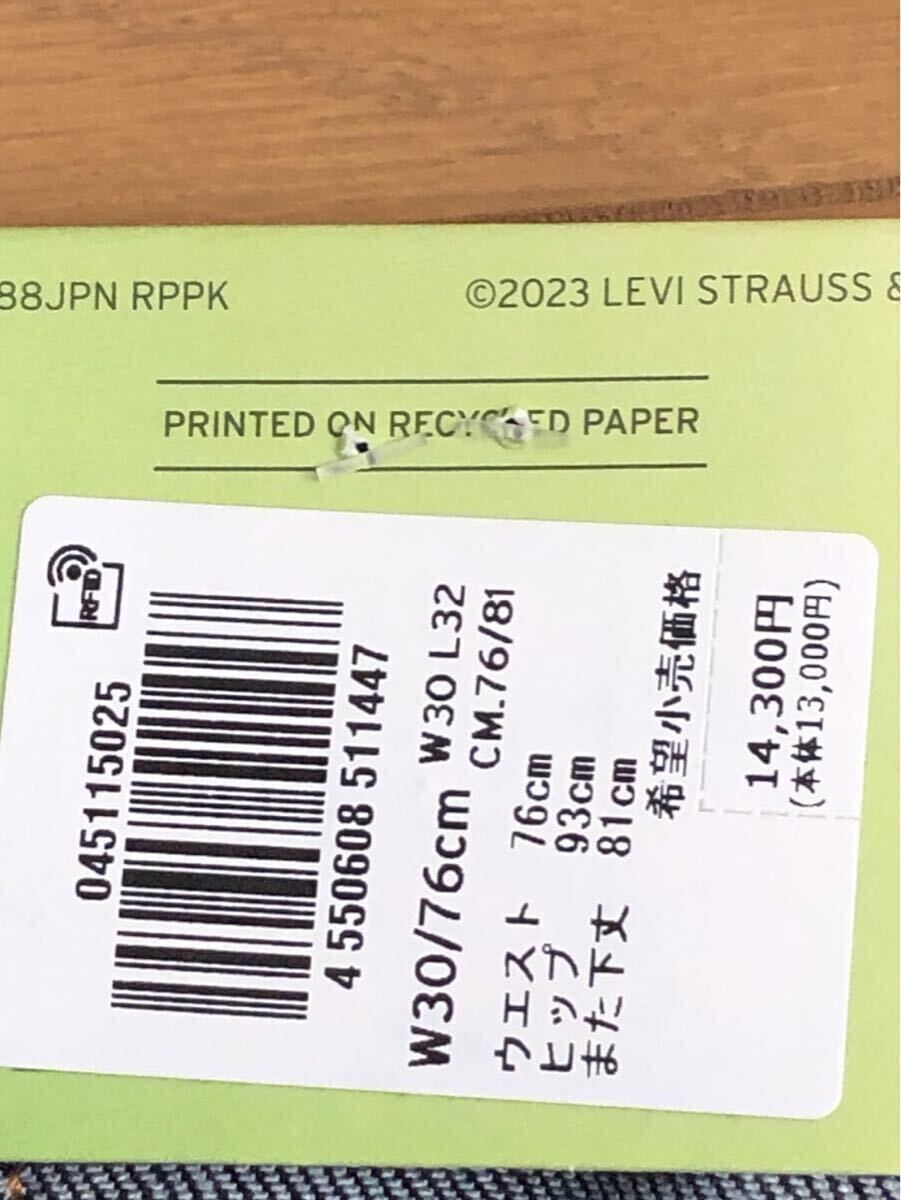 88JPN RPPK
©2023 LEVI STRAUSS &
PRINTED ON RECYCLED PAPER
RFID
045115025
4 550608 511447
W30/76cm W30 L32
CM.76/81
ウエスト 76cm
ヒップ 93cm
また下丈 81cm
希望小売価格
14,300円
(本体13,000円)